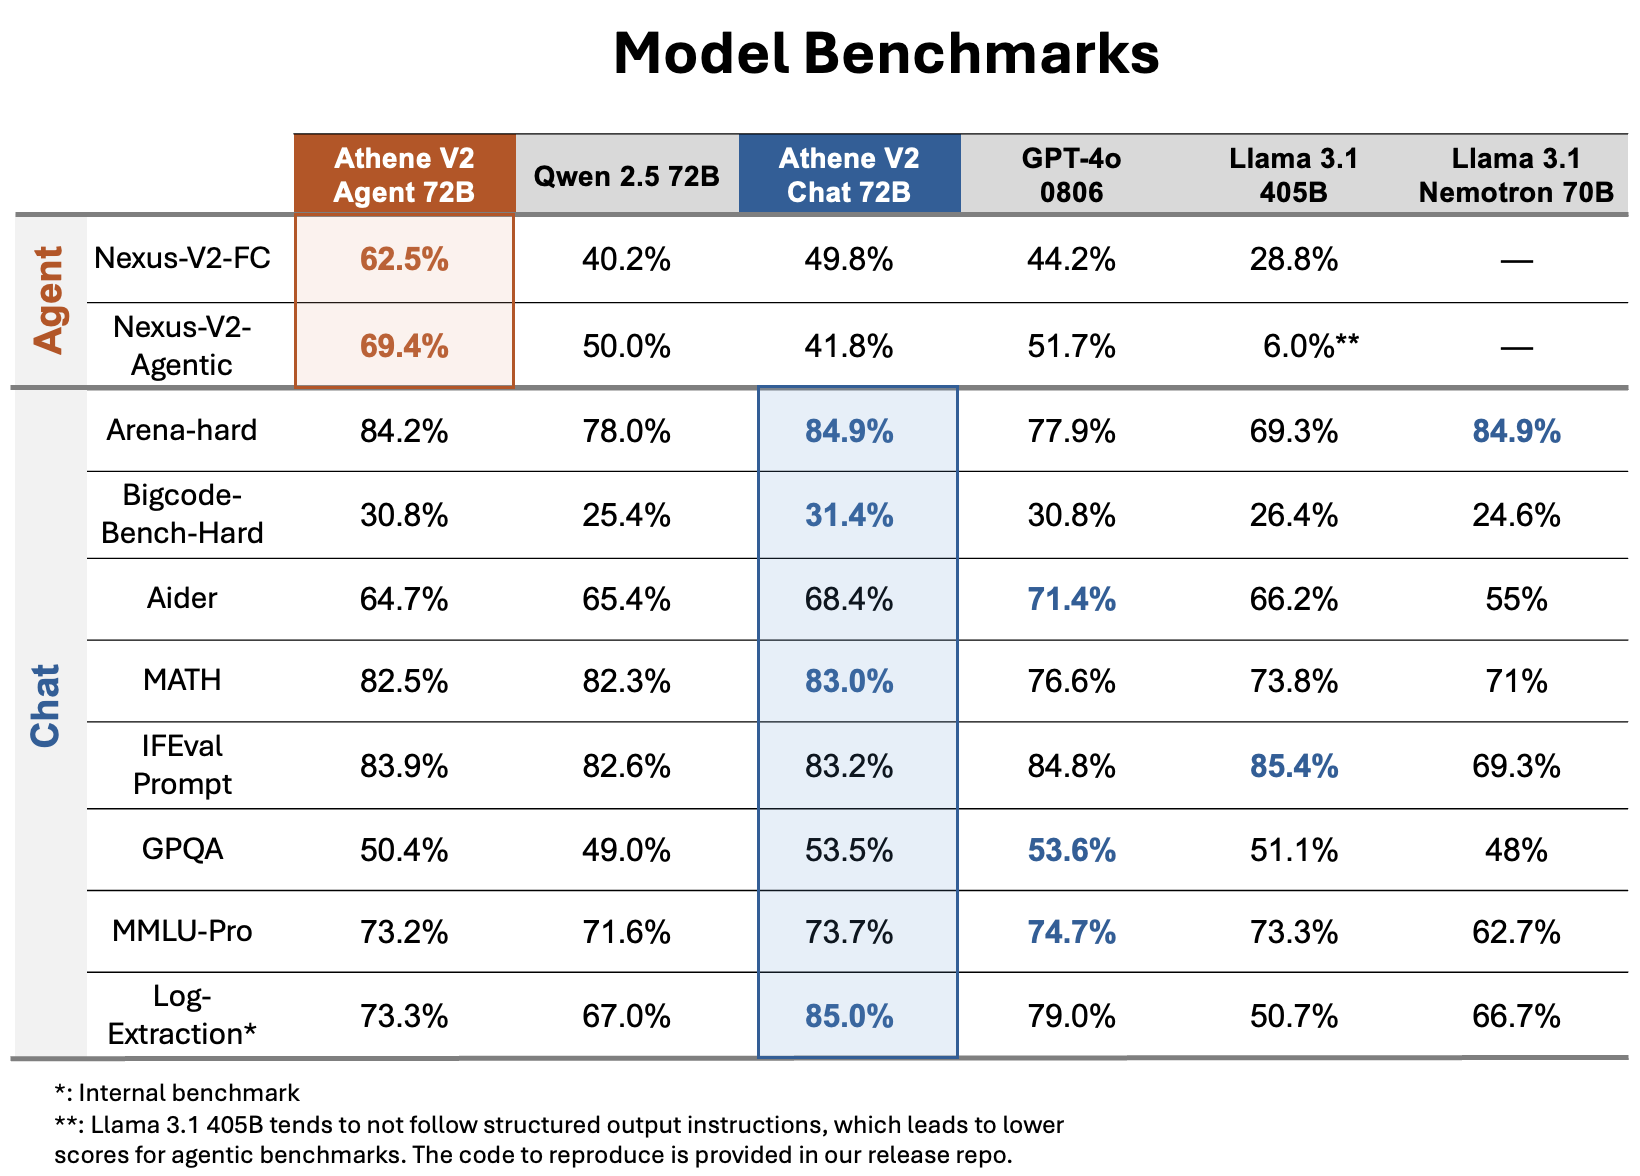 Model Benchmarks
Athene V2
Agent 72B
Qwen 2.5 72B
Athene V2
Chat 72B
GPT-4o
0806
Llama 3.1
405B
Llama 3.1
Nemotron 70B
Agent
Nexus-V2-FC 62.5% 40.2% 49.8% 44.2% 28.8% —
Nexus-V2-
Agentic 69.4% 50.0% 41.8% 51.7% 6.0%** —
Chat
Arena-hard 84.2% 78.0% 84.9% 77.9% 69.3% 84.9%
Bigcode-
Bench-Hard 30.8% 25.4% 31.4% 30.8% 26.4% 24.6%
Aider 64.7% 65.4% 68.4% 71.4% 66.2% 55%
MATH 82.5% 82.3% 83.0% 76.6% 73.8% 71%
IFEval
Prompt 83.9% 82.6% 83.2% 84.8% 85.4% 69.3%
GPQA 50.4% 49.0% 53.5% 53.6% 51.1% 48%
MMLU-Pro 73.2% 71.6% 73.7% 74.7% 73.3% 62.7%
Log-
Extraction* 73.3% 67.0% 85.0% 79.0% 50.7% 66.7%
*: Internal benchmark
**: Llama 3.1 405B tends to not follow structured output instructions, which leads to lower
scores for agentic benchmarks. The code to reproduce is provided in our release repo.